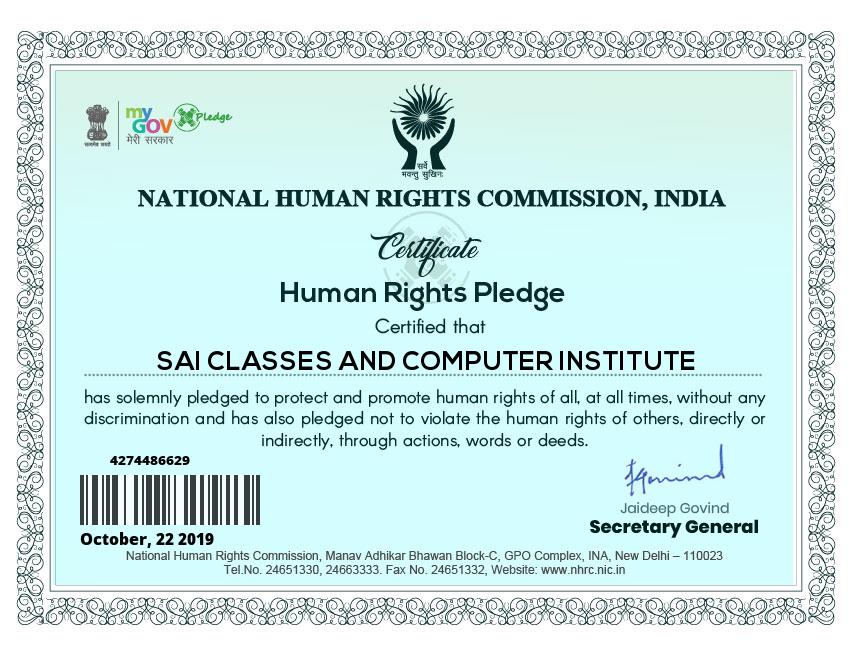 सत्यमेव जयते
my
GOV
मेरी सरकार
Pledge
सर्वे
भवन्तु सुखिनः
NATIONAL HUMAN RIGHTS COMMISSION, INDIA
Certificate
Human Rights Pledge
Certified that
SAI CLASSES AND COMPUTER INSTITUTE
has solemnly pledged to protect and promote human rights of all, at all times, without any
discrimination and has also pledged not to violate the human rights of others, directly or
indirectly, through actions, words or deeds.
4274486629
Jaideep Govind
Secretary General
October, 22 2019
National Human Rights Commission, Manav Adhikar Bhawan Block-C, GPO Complex, INA, New Delhi – 110023
Tel.No. 24651330, 24663333. Fax No. 24651332, Website: www.nhrc.nic.in